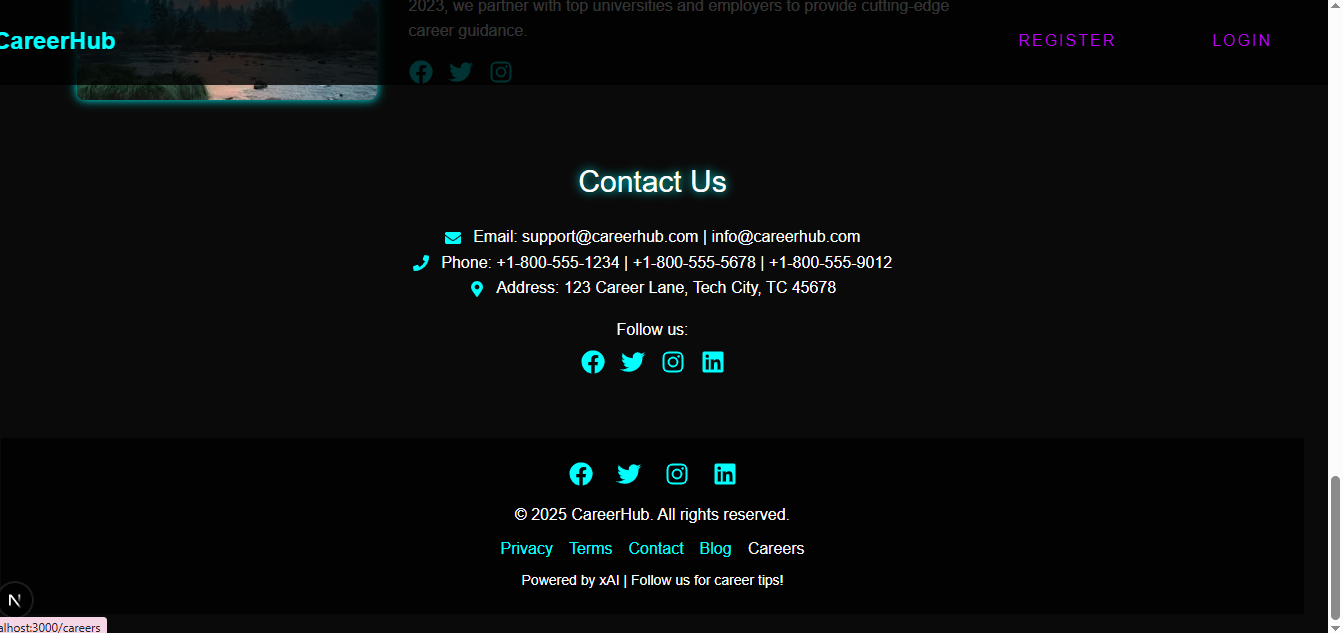 2023, we partner with top universities and employers to provide cutting-edge
career guidance.
CareerHub
REGISTER
LOGIN
Contact Us
Email: support@careerhub.com | info@careerhub.com
Phone: +1-800-555-1234 | +1-800-555-5678 | +1-800-555-9012
Address: 123 Career Lane, Tech City, TC 45678
Follow us:
© 2025 CareerHub. All rights reserved.
Privacy Terms Contact Blog Careers
Powered by xAI | Follow us for career tips!
N
alhost:3000/careers